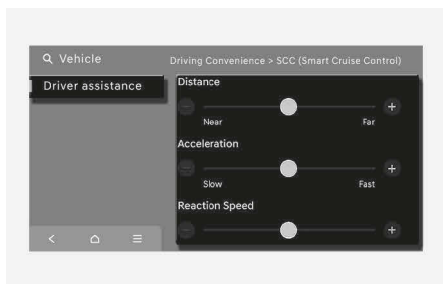 Vehicle
Driving Convenience > SCC (Smart Cruise Control)
Driver assistance
Distance
Near
Far
Acceleration
Slow
Fast
Reaction Speed